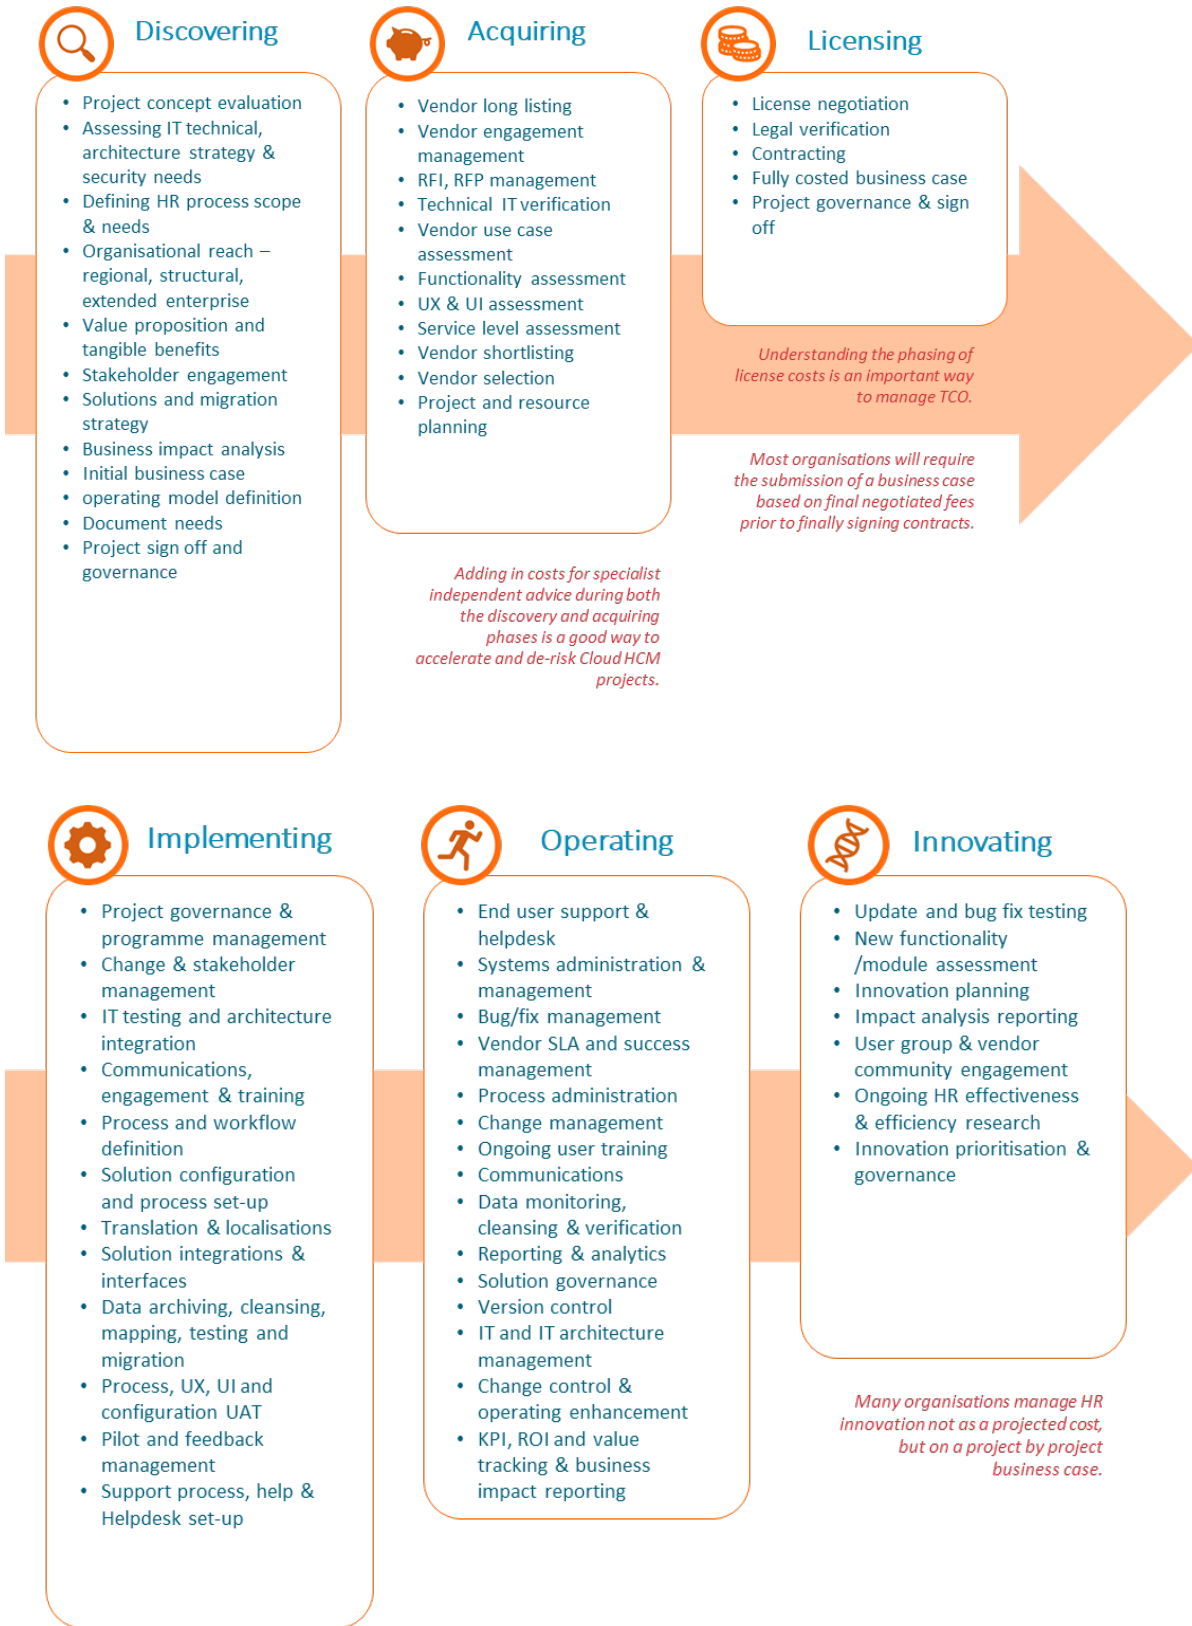 Discovering
• Project concept evaluation
• Assessing IT technical,
architecture strategy &
security needs
• Defining HR process scope
& needs
• Organisational reach –
regional, structural,
extended enterprise
• Value proposition and
tangible benefits
• Stakeholder engagement
• Solutions and migration
strategy
• Business impact analysis
• Initial business case
• operating model definition
• Document needs
• Project sign off and
governance
Acquiring
• Vendor long listing
• Vendor engagement
management
• RFI, RFP management
• Technical IT verification
• Vendor use case
assessment
• Functionality assessment
• UX & UI assessment
• Service level assessment
• Vendor shortlisting
• Vendor selection
• Project and resource
planning
Adding in costs for specialist
independent advice during both
the discovery and acquiring
phases is a good way to
accelerate and de-risk Cloud HCM
projects.
Licensing
• License negotiation
• Legal verification
• Contracting
• Fully costed business case
• Project governance & sign
off
Understanding the phasing of
license costs is an important way
to manage TCO.
Most organisations will require
the submission of a business case
based on final negotiated fees
prior to finally signing contracts.
Implementing
• Project governance &
programme management
• Change & stakeholder
management
• IT testing and architecture
integration
• Communications,
engagement & training
• Process and workflow
definition
• Solution configuration
and process set-up
• Translation & localisations
• Solution integrations &
interfaces
• Data archiving, cleansing,
mapping, testing and
migration
• Process, UX, UI and
configuration UAT
• Pilot and feedback
management
• Support process, help &
Helpdesk set-up
Operating
• End user support &
helpdesk
• Systems administration &
management
• Bug/fix management
• Vendor SLA and success
management
• Process administration
• Change management
• Ongoing user training
• Communications
• Data monitoring,
cleansing & verification
• Reporting & analytics
• Solution governance
• Version control
• IT and IT architecture
management
• Change control &
operating enhancement
• KPI, ROI and value
tracking & business
impact reporting
Innovating
• Update and bug fix testing
• New functionality
/module assessment
• Innovation planning
• Impact analysis reporting
• User group & vendor
community engagement
• Ongoing HR effectiveness
& efficiency research
• Innovation prioritisation &
governance
Many organisations manage HR
innovation not as a projected cost,
but on a project by project
business case.